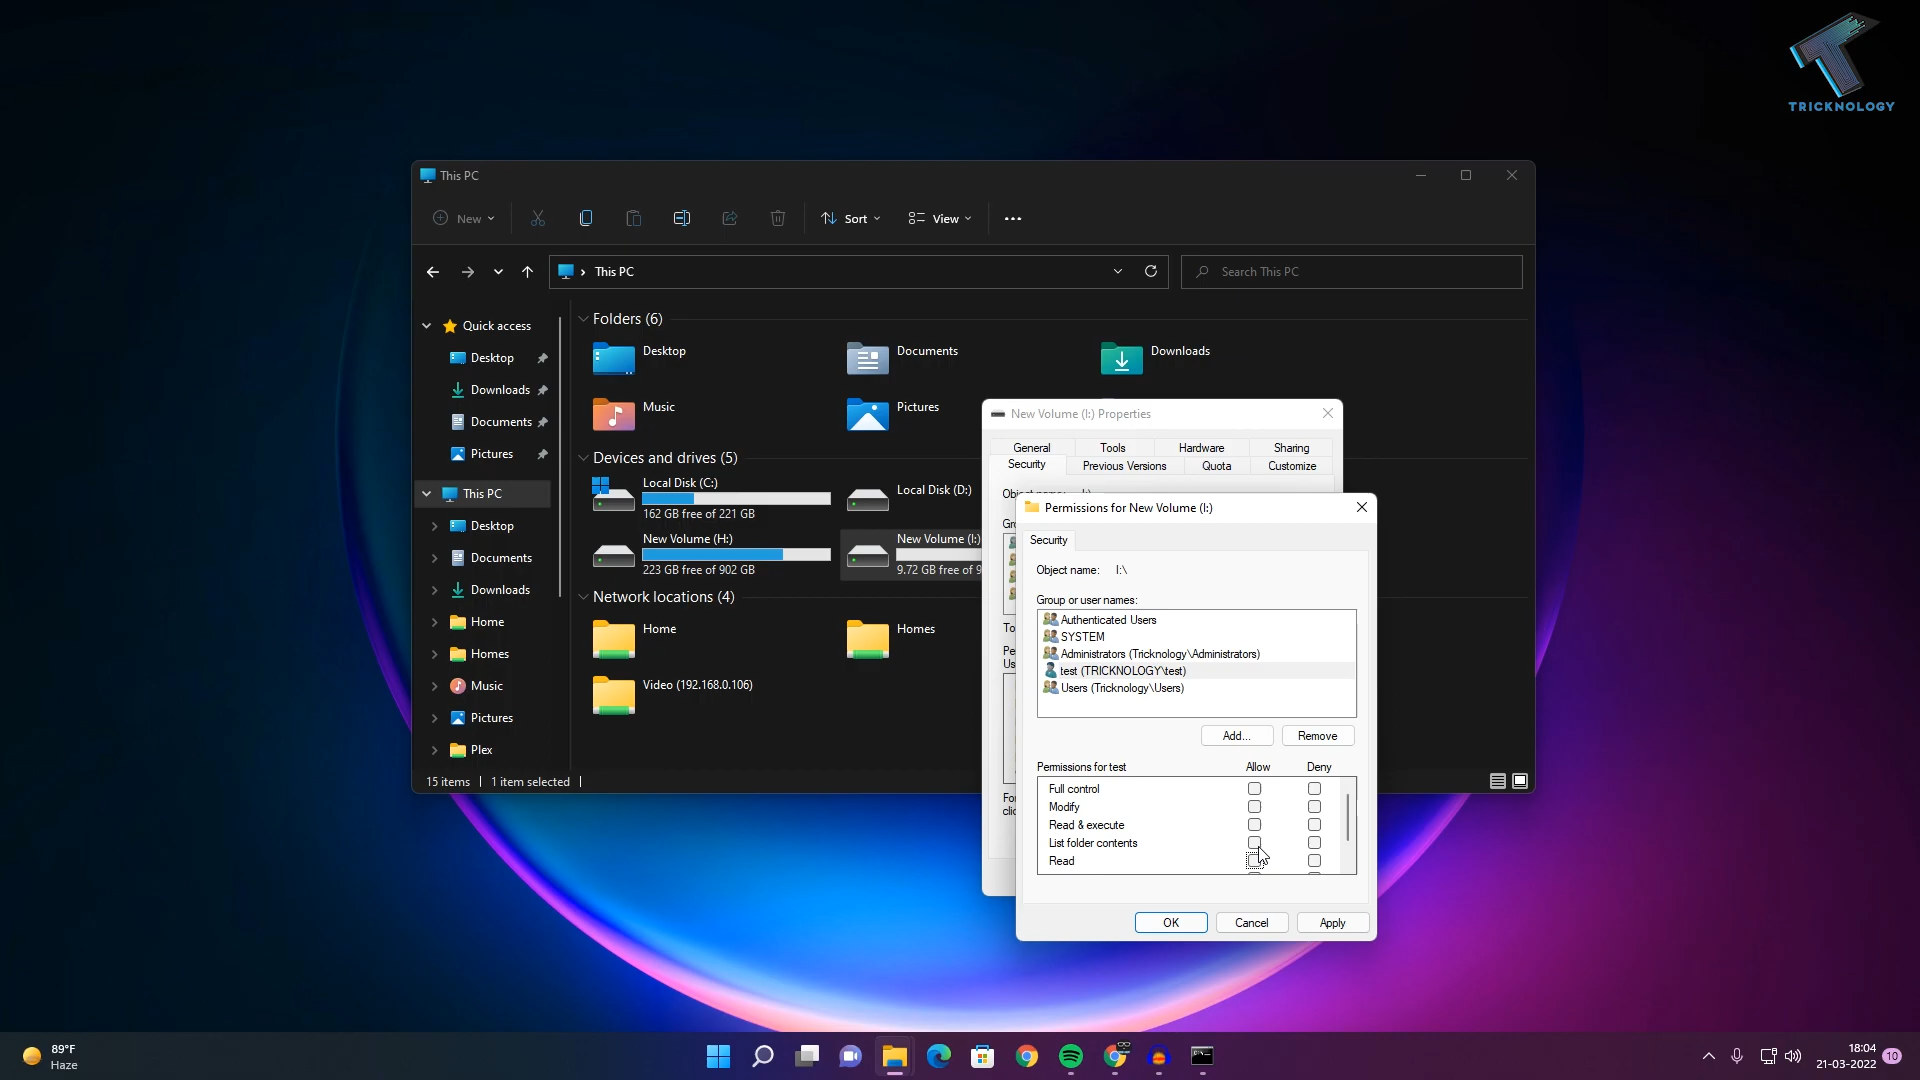 TRICKNOLOGY
This PC
New
Sort
View
This PC
Search This PC
Quick access
Desktop
Downloads
Documents
Pictures
This PC
Desktop
Documents
Downloads
Home
Homes
Music
Pictures
Plex
Folders (6)
Desktop
Documents
Downloads
Music
Pictures
Devices and drives (5)
Local Disk (C:)
162 GB free of 221 GB
Local Disk (D:)
New Volume (H:)
223 GB free of 902 GB
New Volume (I:)
9.72 GB free of 9
Network locations (4)
Home
Homes
Video (192.168.0.106)
15 items
1 item selected
New Volume (I:) Properties
General
Tools
Hardware
Sharing
Security
Previous Versions
Quota
Customize
Gr
To
Pe
Us
Fo
clic
Permissions for New Volume (I:)
Security
Object name: I:\
Group or user names:
Authenticated Users
SYSTEM
Administrators (Tricknology\Administrators)
test (TRICKNOLOGY\test)
Users (Tricknology\Users)
Add...
Remove
Permissions for test
Allow
Deny
Full control
Modify
Read & execute
List folder contents
Read
OK
Cancel
Apply
89°F
Haze
18:04
21-03-2022
10